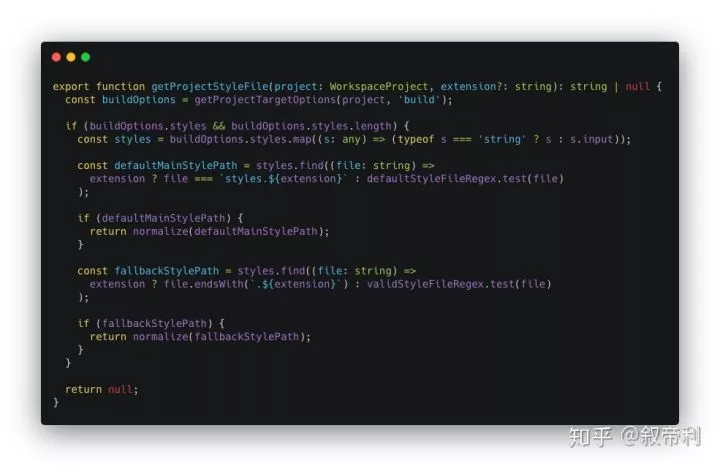 export function getProjectStyleFile(project: WorkspaceProject, extension?: string): string | null {
  const buildOptions = getProjectTargetOptions(project, 'build');
  if (buildOptions.styles && buildOptions.styles.length) {
    const styles = buildOptions.styles.map((s: any) => (typeof s === 'string' ? s : s.input));
    const defaultMainStylePath = styles.find((file: string) =>
      extension ? file === `styles.${extension}` : defaultStyleFileRegex.test(file)
    );
    if (defaultMainStylePath) {
      return normalize(defaultMainStylePath);
    }
    const fallbackStylePath = styles.find((file: string) =>
      extension ? file.endsWith(`.${extension}`) : validStyleFileRegex.test(file)
    );
    if (fallbackStylePath) {
      return normalize(fallbackStylePath);
    }
  }
  return null;
}
知乎 @叙帝利